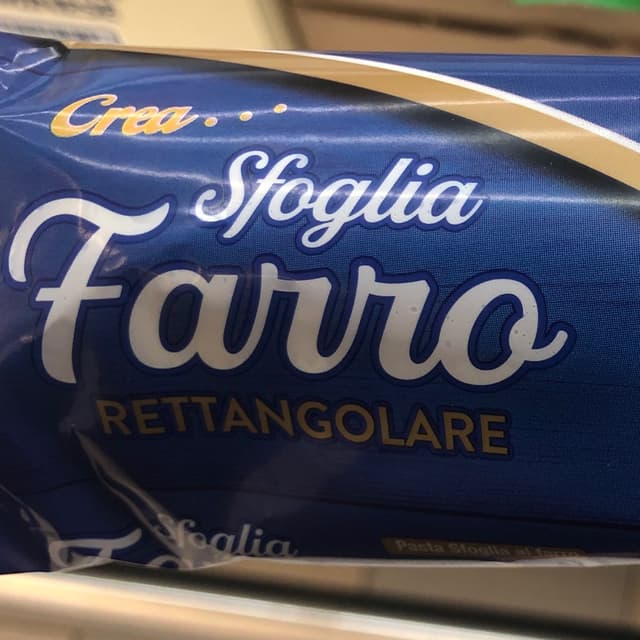 Crea...
Sfoglia
Farro
RETTANGOLARE
Sfoglia
Pasta Sfoglia al farro